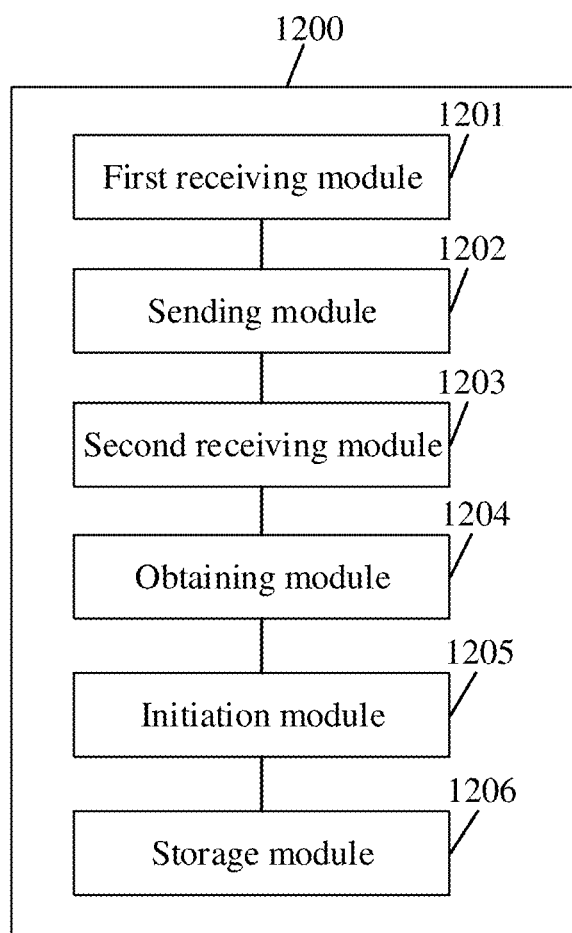 1200
1201
First receiving module
1202
Sending module
1203
Second receiving module
1204
Obtaining module
1205
Initiation module
1206
Storage module